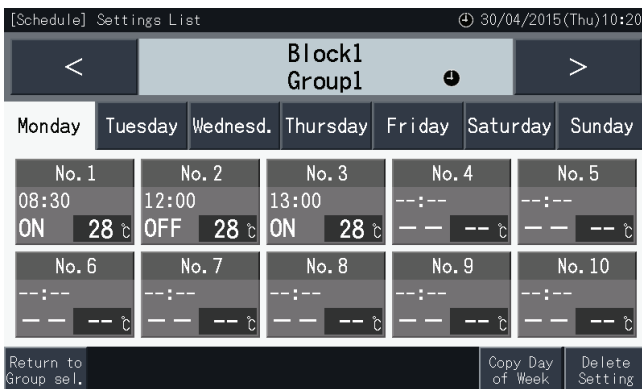 [Schedule] Settings List 30/04/2015(Thu)10:20
< Block1 >
Group1
Monday Tuesday Wednesd. Thursday Friday Saturday Sunday
No.1 No.2 No.3 No.4 No.5
08:30 12:00 13:00 --:-- --:--
ON 28℃ OFF 28℃ ON 28℃ -- --℃ -- --℃
No.6 No.7 No.8 No.9 No.10
--:-- --:-- --:-- --:-- --:--
-- --℃ -- --℃ -- --℃ -- --℃ -- --℃
Return to Copy Day Delete
Group sel. of Week Setting